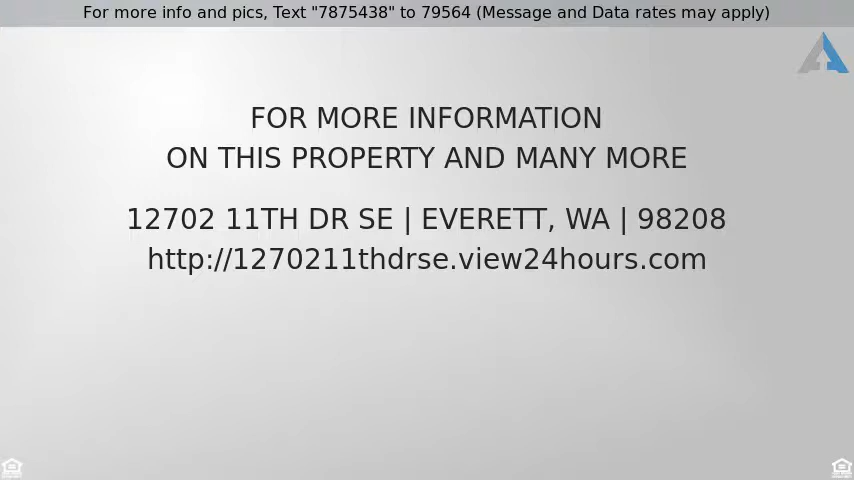 For more info and pics, Text "7875438" to 79564 (Message and Data rates may apply)
FOR MORE INFORMATION
ON THIS PROPERTY AND MANY MORE
12702 11TH DR SE | EVERETT, WA | 98208
http://1270211thdrse.view24hours.com